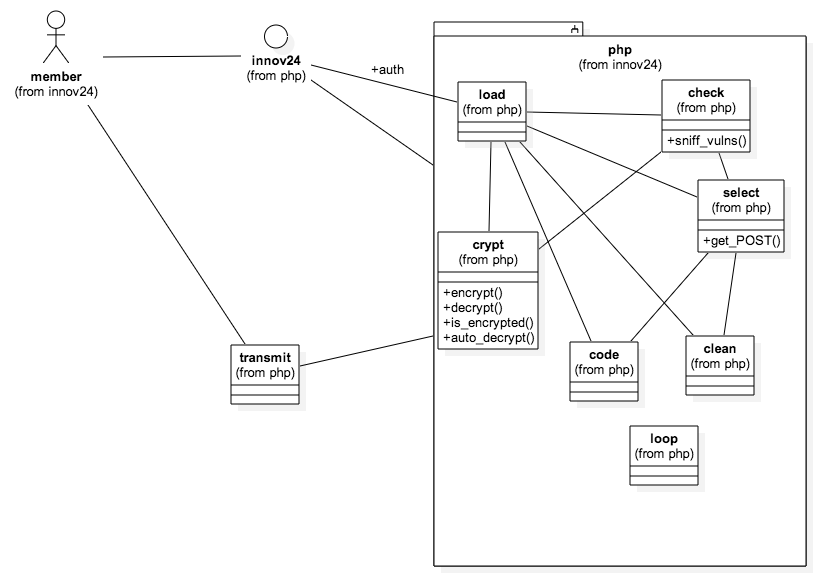 member
(from innov24)
innov24
(from php)
+auth
php
(from innov24)
load
(from php)
check
(from php)
+sniff_vulns()
select
(from php)
+get_POST()
crypt
(from php)
+encrypt()
+decrypt()
+is_encrypted()
+auto_decrypt()
transmit
(from php)
code
(from php)
clean
(from php)
loop
(from php)